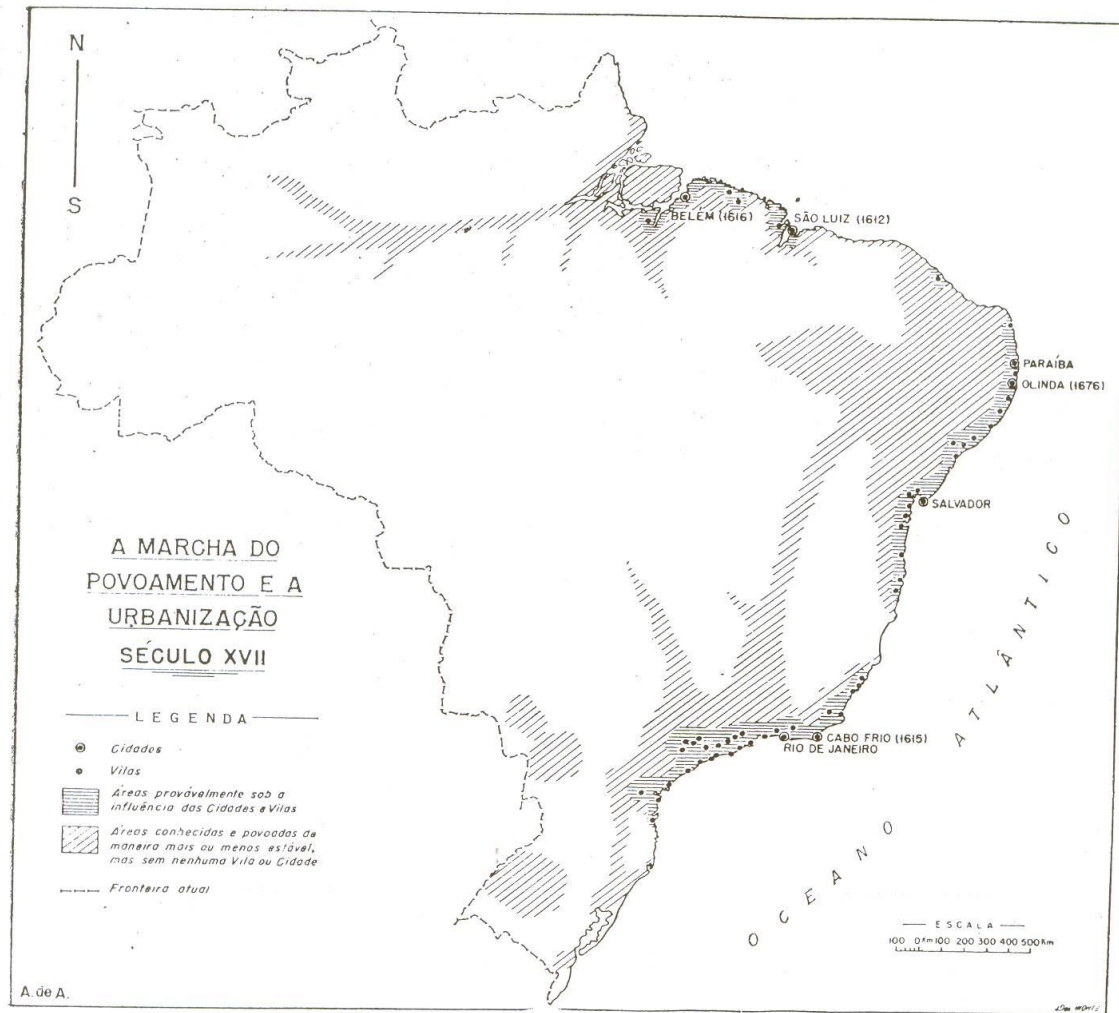 N
S
BELÉM (1616)
SÃO LUIZ (1612)
PARAÍBA
OLINDA (1676)
SALVADOR
A MARCHA DO
POVOAMENTO E A
URBANIZAÇÃO
SÉCULO XVII
LEGENDA
Cidades
Vilas
Áreas provàvelmente sob a
influência das Cidades e Vilas
Áreas conhecidas e povoadas de
maneira mais ou menos estável,
mas sem nenhuma Vila ou Cidade
Fronteira atual
CABO FRIO (1615)
RIO DE JANEIRO
OCEANO ATLÂNTICO
ESCALA
100 0 Km 100 200 300 400 500 Km
A. de A.